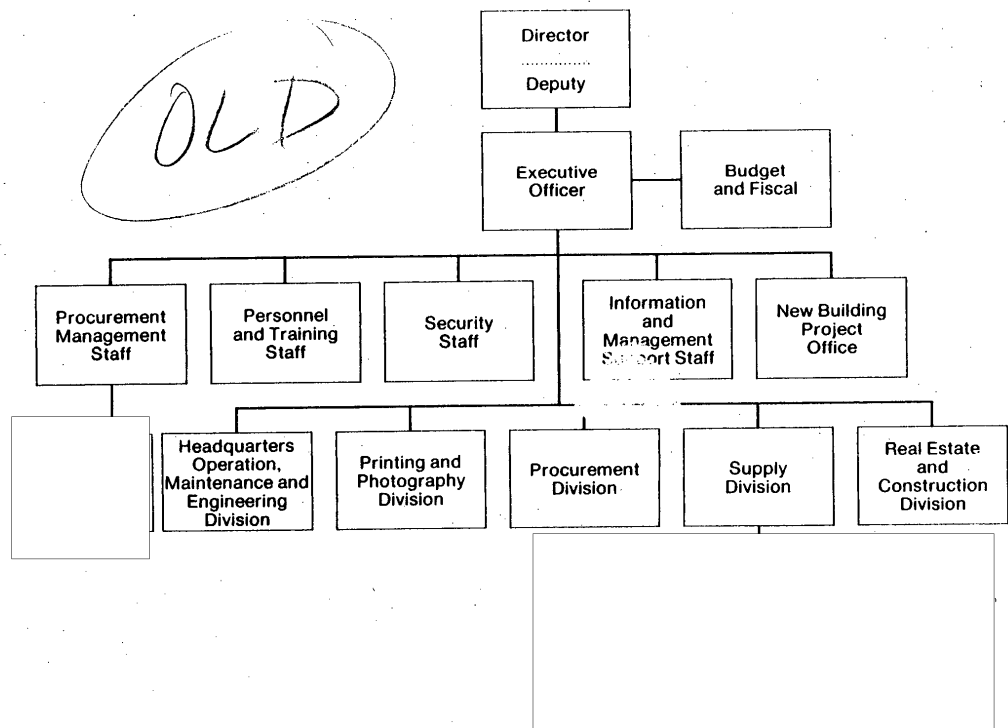 OLD
Director
Deputy
Executive
Officer
Budget
and Fiscal
Procurement
Management
Staff
Personnel
and Training
Staff
Security
Staff
Information
and
Management
Support Staff
New Building
Project
Office
Headquarters
Operation,
Maintenance and
Engineering
Division
Printing and
Photography
Division
Procurement
Division
Supply
Division
Real Estate
and
Construction
Division